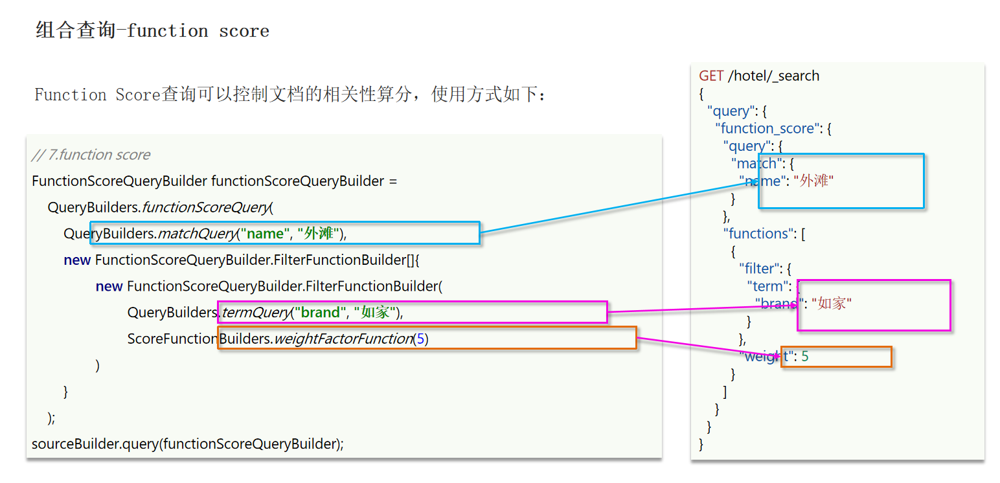 组合查询-function score
Function Score查询可以控制文档的相关性算分，使用方式如下：
// 7.function score
FunctionScoreQueryBuilder functionScoreQueryBuilder =
QueryBuilders.functionScoreQuery(
QueryBuilders.matchQuery("name", "外滩"),
new FunctionScoreQueryBuilder.FilterFunctionBuilder[]{
new FunctionScoreQueryBuilder.FilterFunctionBuilder(
QueryBuilders.termQuery("brand", "如家"),
ScoreFunctionBuilders.weightFactorFunction(5)
)
}
);
sourceBuilder.query(functionScoreQueryBuilder);
GET /hotel/_search
{
"query": {
"function_score": {
"query": {
"match": {
"name": "外滩"
}
},
"functions": [
{
"filter": {
"term": {
"brand": "如家"
}
},
"weight": 5
}
]
}
}
}